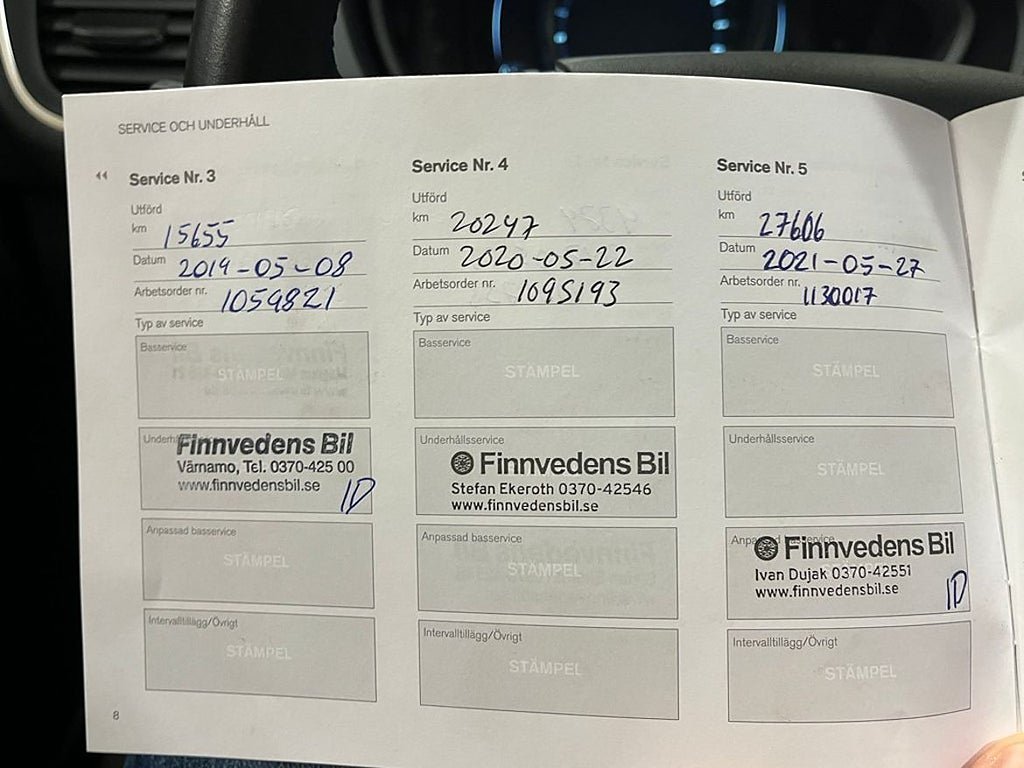 SERVICE OCH UNDERHÅLL
Service Nr. 3
Utförd
km 15655
Datum 2019-05-08
Arbetsorder nr. 1059821
Typ av service
Basservice
STÄMPEL
Finnvedens Bil
Värnamo, Tel. 0370-425 00
www.finnvedensbil.se ID
Anpassad basservice
STÄMPEL
Intervalltillägg/Övrigt
STÄMPEL
Service Nr. 4
Utförd
km 20247
Datum 2020-05-22
Arbetsorder nr. 1095193
Typ av service
Basservice
STÄMPEL
Underhållsservice
Finnvedens Bil
Stefan Ekeroth 0370-42546
www.finnvedensbil.se
Anpassad basservice
STÄMPEL
Intervalltillägg/Övrigt
STÄMPEL
Service Nr. 5
Utförd
km 27606
Datum 2021-05-27
Arbetsorder nr. 1130017
Typ av service
Basservice
STÄMPEL
Underhållsservice
STÄMPEL
Finnvedens Bil
Ivan Dujak 0370-42551
www.finnvedensbil.se ID
Intervalltillägg/Övrigt
STÄMPEL
8